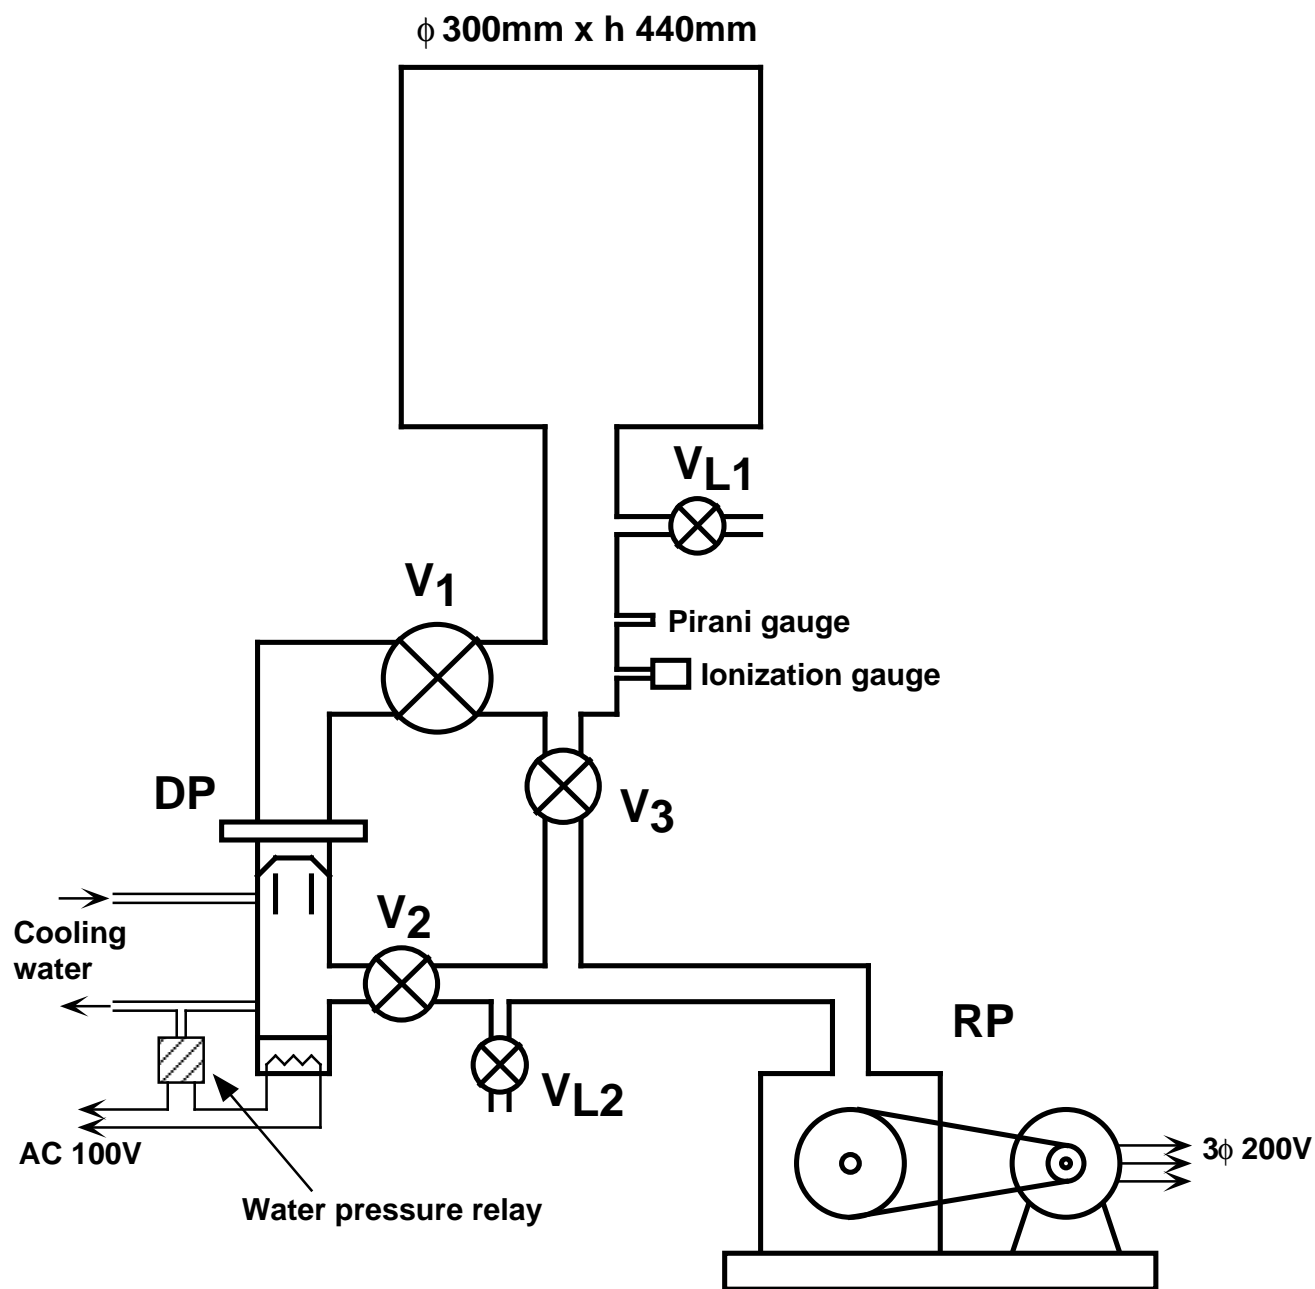 ϕ 300mm x h 440mm
VL1
V1
Pirani gauge
Ionization gauge
DP
V3
V2
Cooling
water
RP
VL2
AC 100V
3ϕ 200V
Water pressure relay